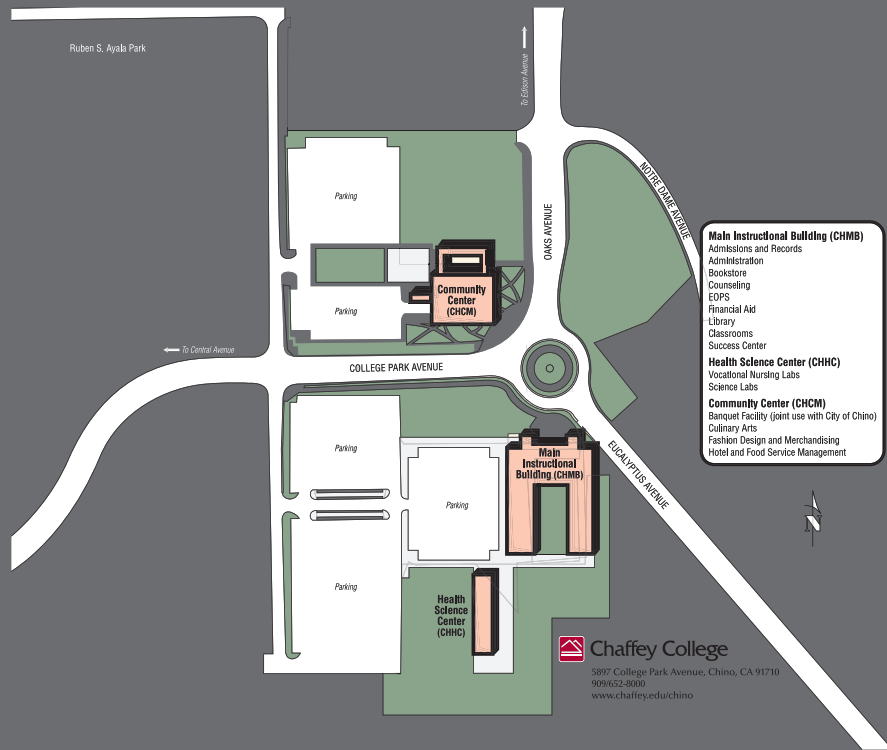 Ruben S. Ayala Park
To Edison Avenue
NOTRE DAME AVENUE
Parking
OAKS AVENUE
Main Instructional Building (CHMB)
Admissions and Records
Administration
Bookstore
Counseling
EOPS
Financial Aid
Library
Classrooms
Success Center
Health Science Center (CHHC)
Vocational Nursing Labs
Science Labs
Community Center (CHCM)
Banquet Facility (joint use with City of Chino)
Culinary Arts
Fashion Design and Merchandising
Hotel and Food Service Management
Community
Center
(CHCM)
Parking
To Central Avenue
COLLEGE PARK AVENUE
Parking
Main
Instructional
Building (CHMB)
EUCALYPTUS AVENUE
Parking
N
Parking
Health
Science
Center
(CHHC)
Chaffey College
5897 College Park Avenue, Chino, CA 91710
909/652-8000
www.chaffey.edu/chino